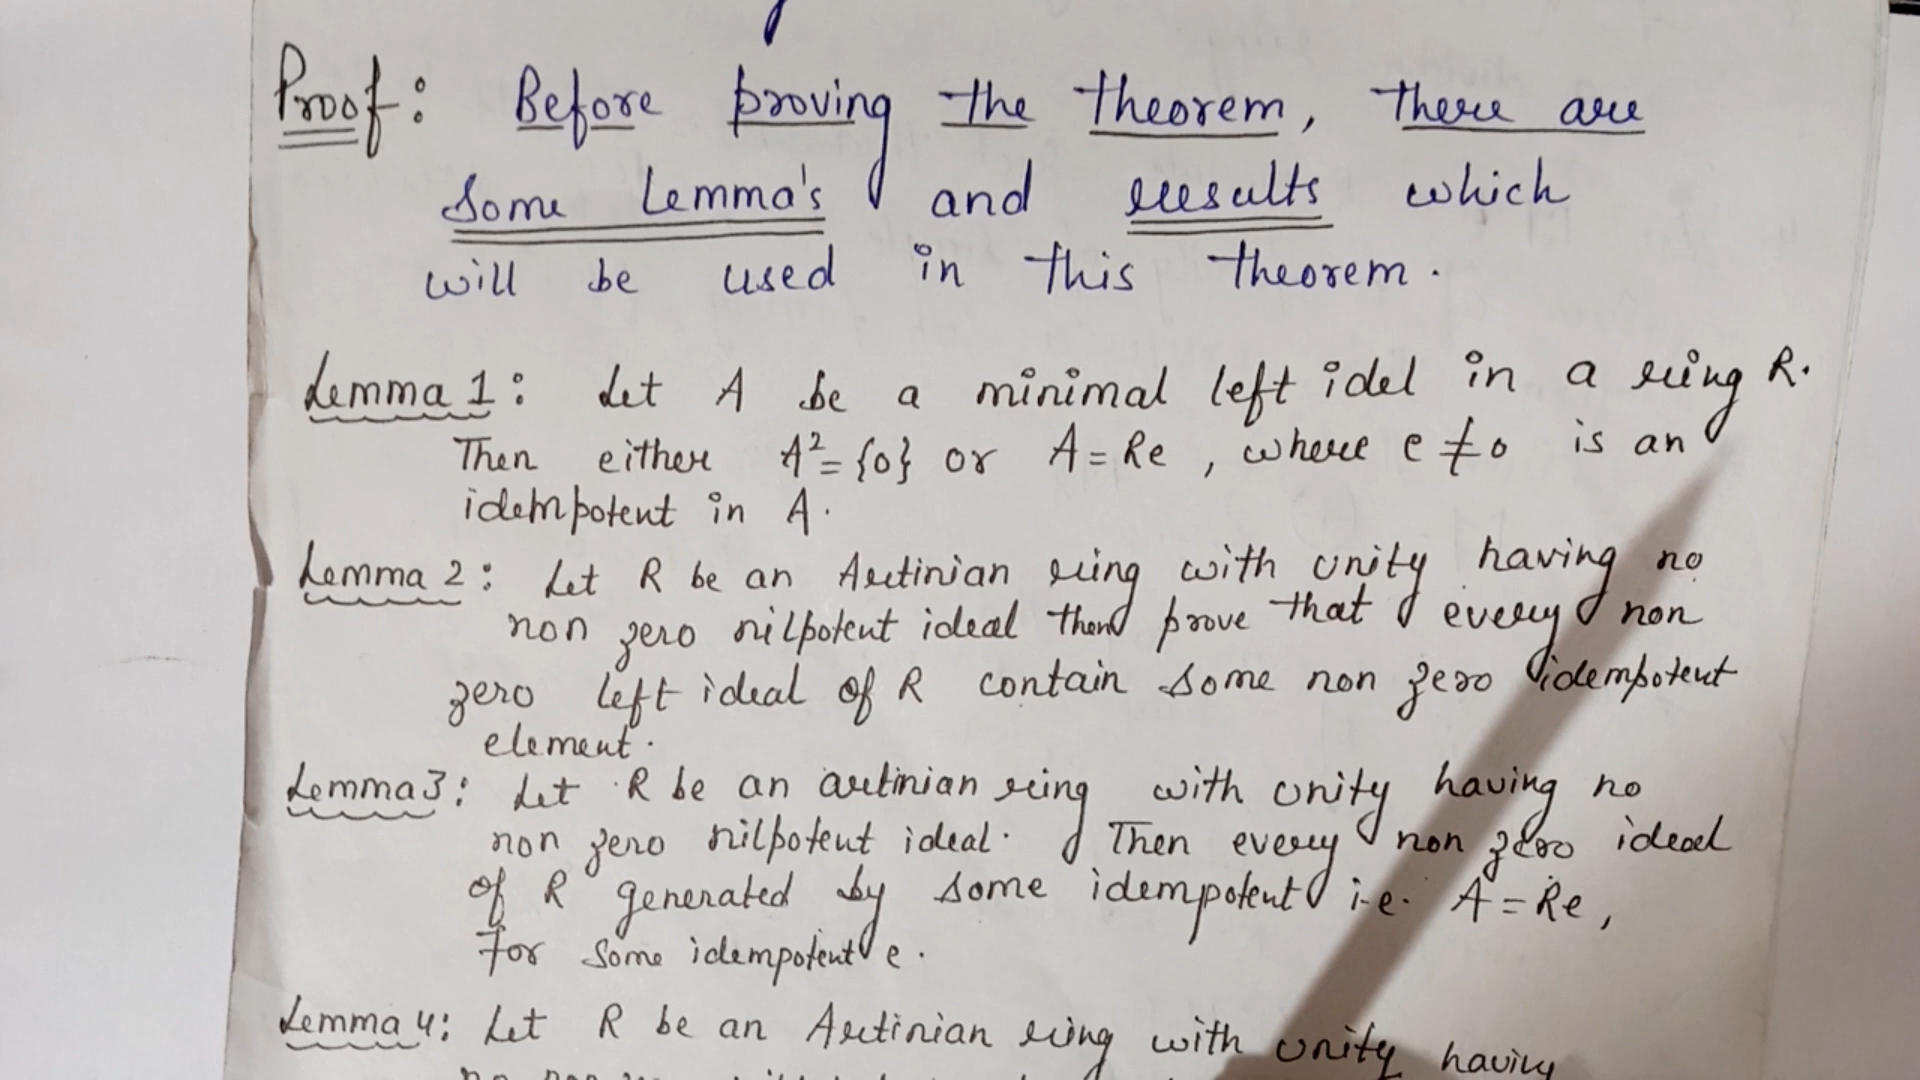 Proof: Before proving the theorem, there are
some Lemma's and results which
will be used in this theorem.
Lemma 1: Let A be a minimal left idel in a ring R.
Then either A²={0} or A=Re, where e≠0 is an
idempotent in A.
Lemma 2: Let R be an Artinian ring with unity having no
non zero nilpotent ideal then prove that every non
zero left ideal of R contain some non zero idempotent
element.
Lemma 3: Let R be an artinian ring with unity having no
non zero nilpotent ideal. Then every non zero ideal
of R generated by some idempotent i.e. A=Re,
for some idempotent e.
Lemma 4: Let R be an Artinian ring with unity having